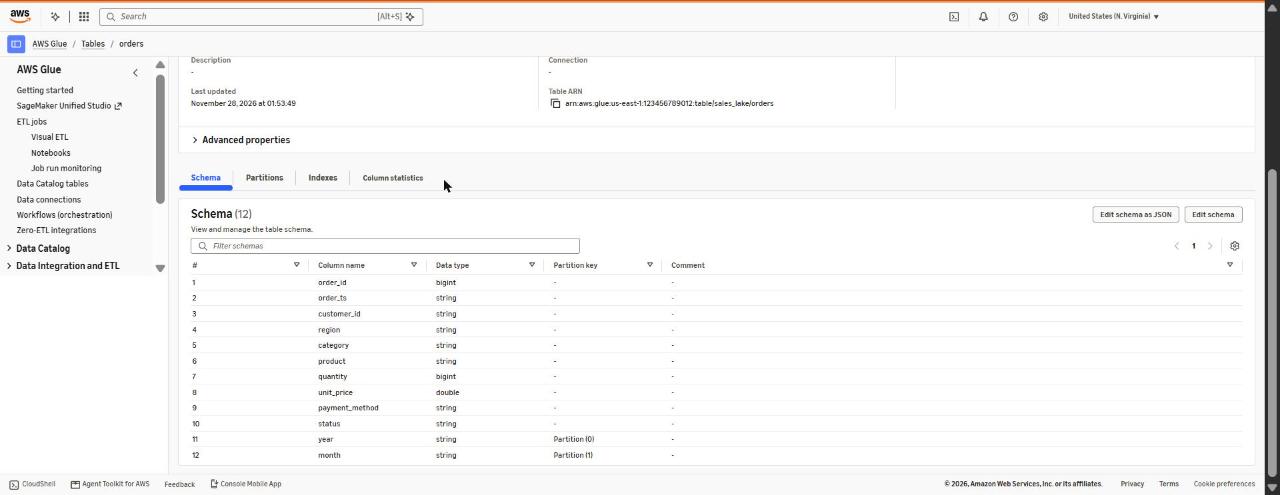 aws
Search [Alt+S]
United States (N. Virginia)
AWS Glue / Tables / orders
AWS Glue
Getting started
SageMaker Unified Studio
ETL jobs
Visual ETL
Notebooks
Job run monitoring
Data Catalog tables
Data connections
Workflows (orchestration)
Zero-ETL integrations
Data Catalog
Data Integration and ETL
Description
-
Connection
-
Last updated
November 28, 2026 at 01:53:49
Table ARN
arn:aws:glue:us-east-1:123456789012:table/sales_lake/orders
Advanced properties
Schema Partitions Indexes Column statistics
Schema (12)
Edit schema as JSON Edit schema
View and manage the table schema.
Filter schemas
1
# Column name Data type Partition key Comment
1 order_id bigint - -
2 order_ts string - -
3 customer_id string - -
4 region string - -
5 category string - -
6 product string - -
7 quantity bigint - -
8 unit_price double - -
9 payment_method string - -
10 status string - -
11 year string Partition (0) -
12 month string Partition (1) -
CloudShell Agent Toolkit for AWS Feedback Console Mobile App
© 2026, Amazon Web Services, Inc. or its affiliates. Privacy Terms Cookie preferences